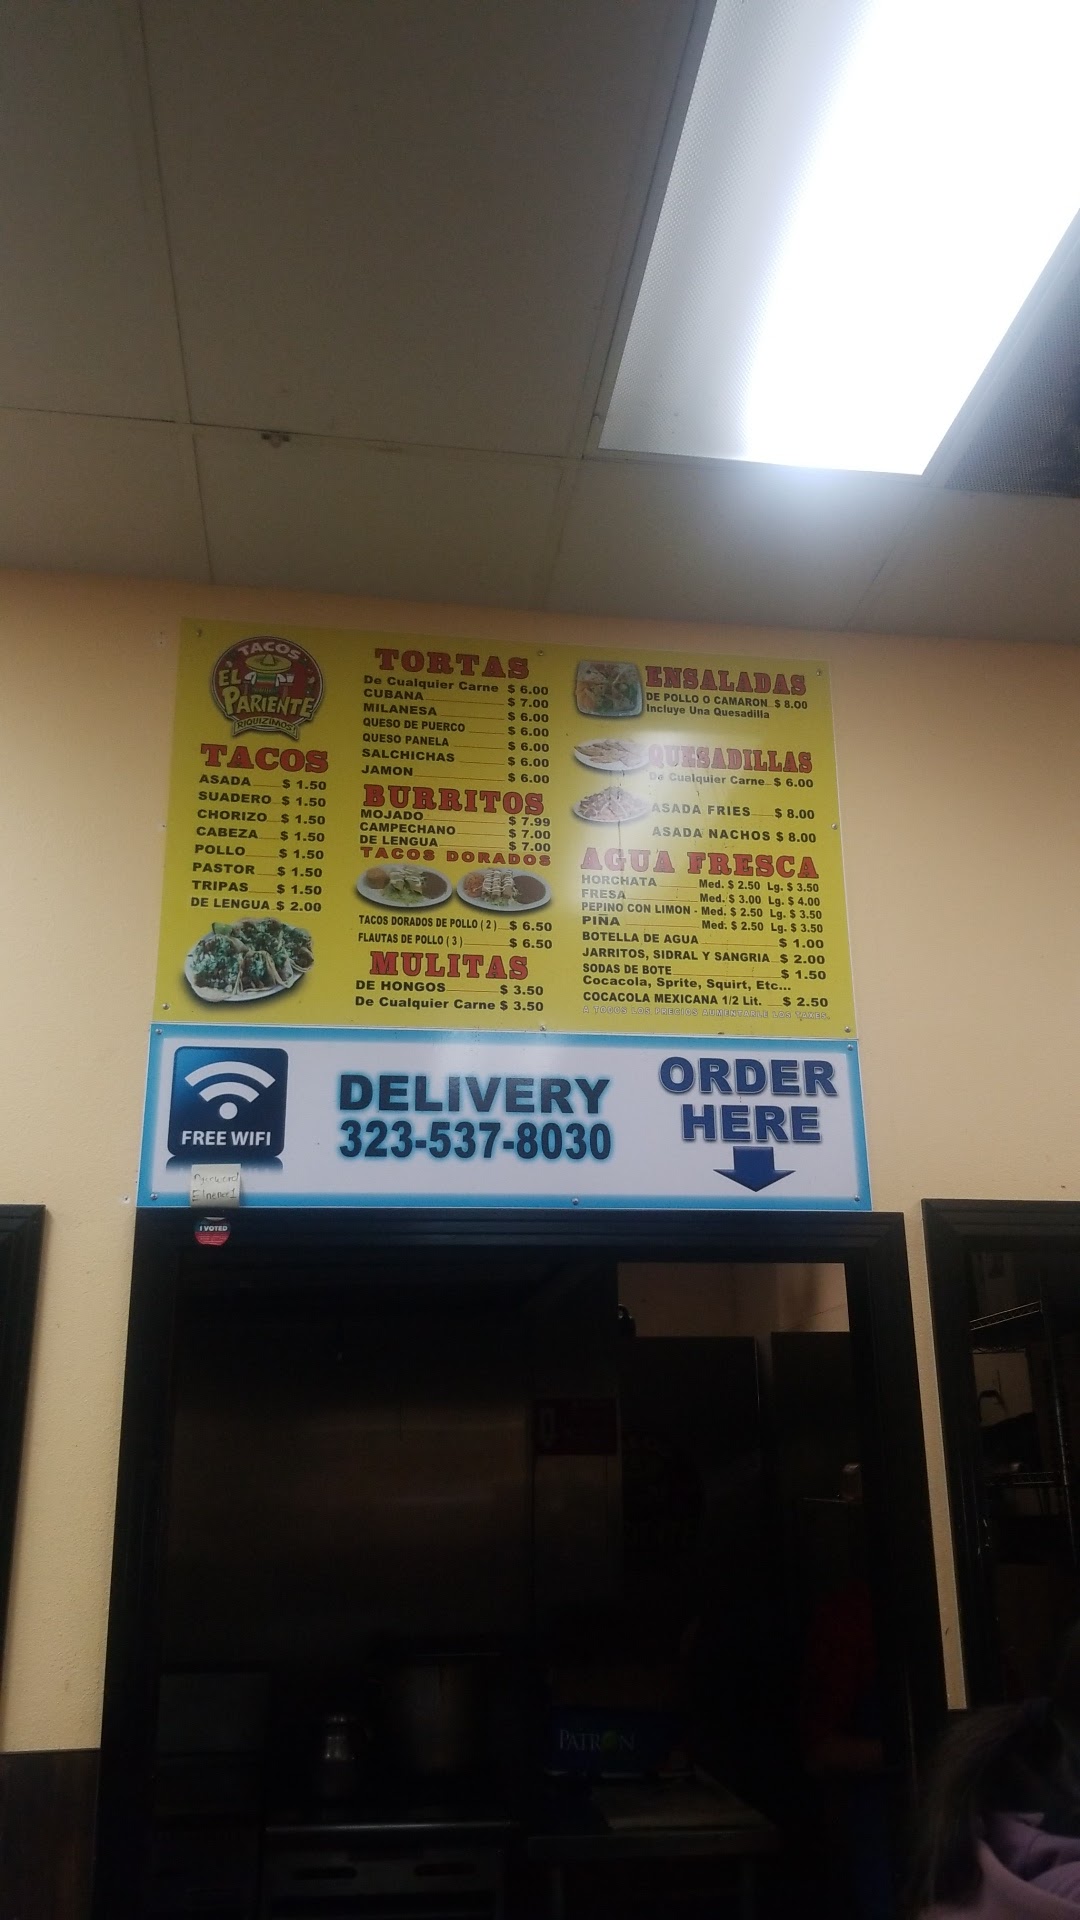 TACOS
EL
PARIENTE
RIQUIZIMOS
TACOS
ASADA $ 1.50
SUADERO $ 1.50
CHORIZO $ 1.50
CABEZA $ 1.50
POLLO $ 1.50
PASTOR $ 1.50
TRIPAS $ 1.50
DE LENGUA $ 2.00
TORTAS
De Cualquier Carne $ 6.00
CUBANA $ 7.00
MILANESA $ 6.00
QUESO DE PUERCO $ 6.00
QUESO PANELA $ 6.00
SALCHICHAS $ 6.00
JAMON $ 6.00
BURRITOS
MOJADO $ 7.99
CAMPECHANO $ 7.00
DE LENGUA $ 7.00
TACOS DORADOS
TACOS DORADOS DE POLLO ( 2 ) $ 6.50
FLAUTAS DE POLLO ( 3 ) $ 6.50
MULITAS
DE HONGOS $ 3.50
De Cualquier Carne $ 3.50
ENSALADAS
DE POLLO O CAMARON $ 8.00
Incluye Una Quesadilla
QUESADILLAS
De Cualquier Carne $ 6.00
ASADA FRIES $ 8.00
ASADA NACHOS $ 8.00
AGUA FRESCA
HORCHATA Med. $ 2.50 Lg. $ 3.50
FRESA Med. $ 3.00 Lg. $ 4.00
PEPINO CON LIMON - Med. $ 2.50 Lg. $ 3.50
PIÑA Med. $ 2.50 Lg. $ 3.50
BOTELLA DE AGUA $ 1.00
JARRITOS, SIDRAL Y SANGRIA $ 2.00
SODAS DE BOTE $ 1.50
Cocacola, Sprite, Squirt, Etc...
COCACOLA MEXICANA 1/2 Lit. $ 2.50
A TODOS LOS PRECIOS AUMENTARLE LOS TAXES.
FREE WIFI
DELIVERY
323-537-8030
ORDER
HERE
I VOTED
PATRON